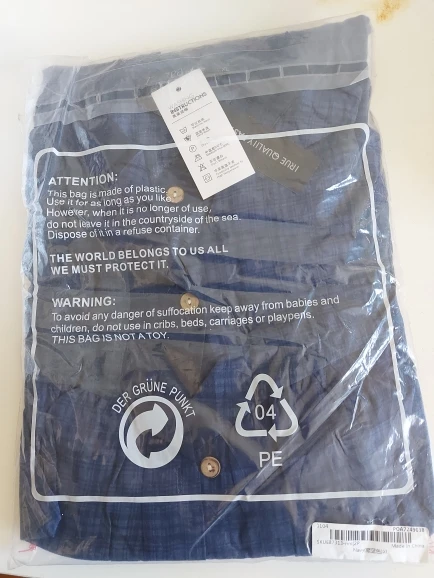 INSTRUCTIONS
TRUE QUALITY
ATTENTION:
This bag is made of plastic.
Use it for as long as you like.
However, when it is no longer of use,
do not leave it in the countryside of the sea.
Dispose of it in a refuse container.
THE WORLD BELONGS TO US ALL
WE MUST PROTECT IT.
WARNING:
To avoid any danger of suffocation keep away from babies and
children, do not use in cribs, beds, carriages or playpens.
THIS BAG IS NOT A TOY.
DER GRÜNE PUNKT
04
PE
Made In China